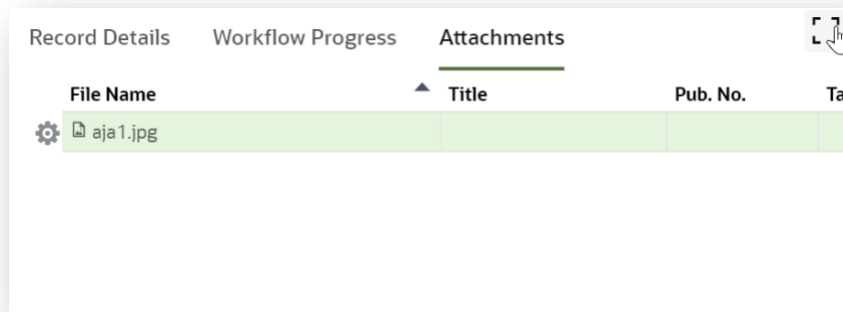 Record Details Workflow Progress Attachments
File Name Title Pub. No.
aja1.jpg